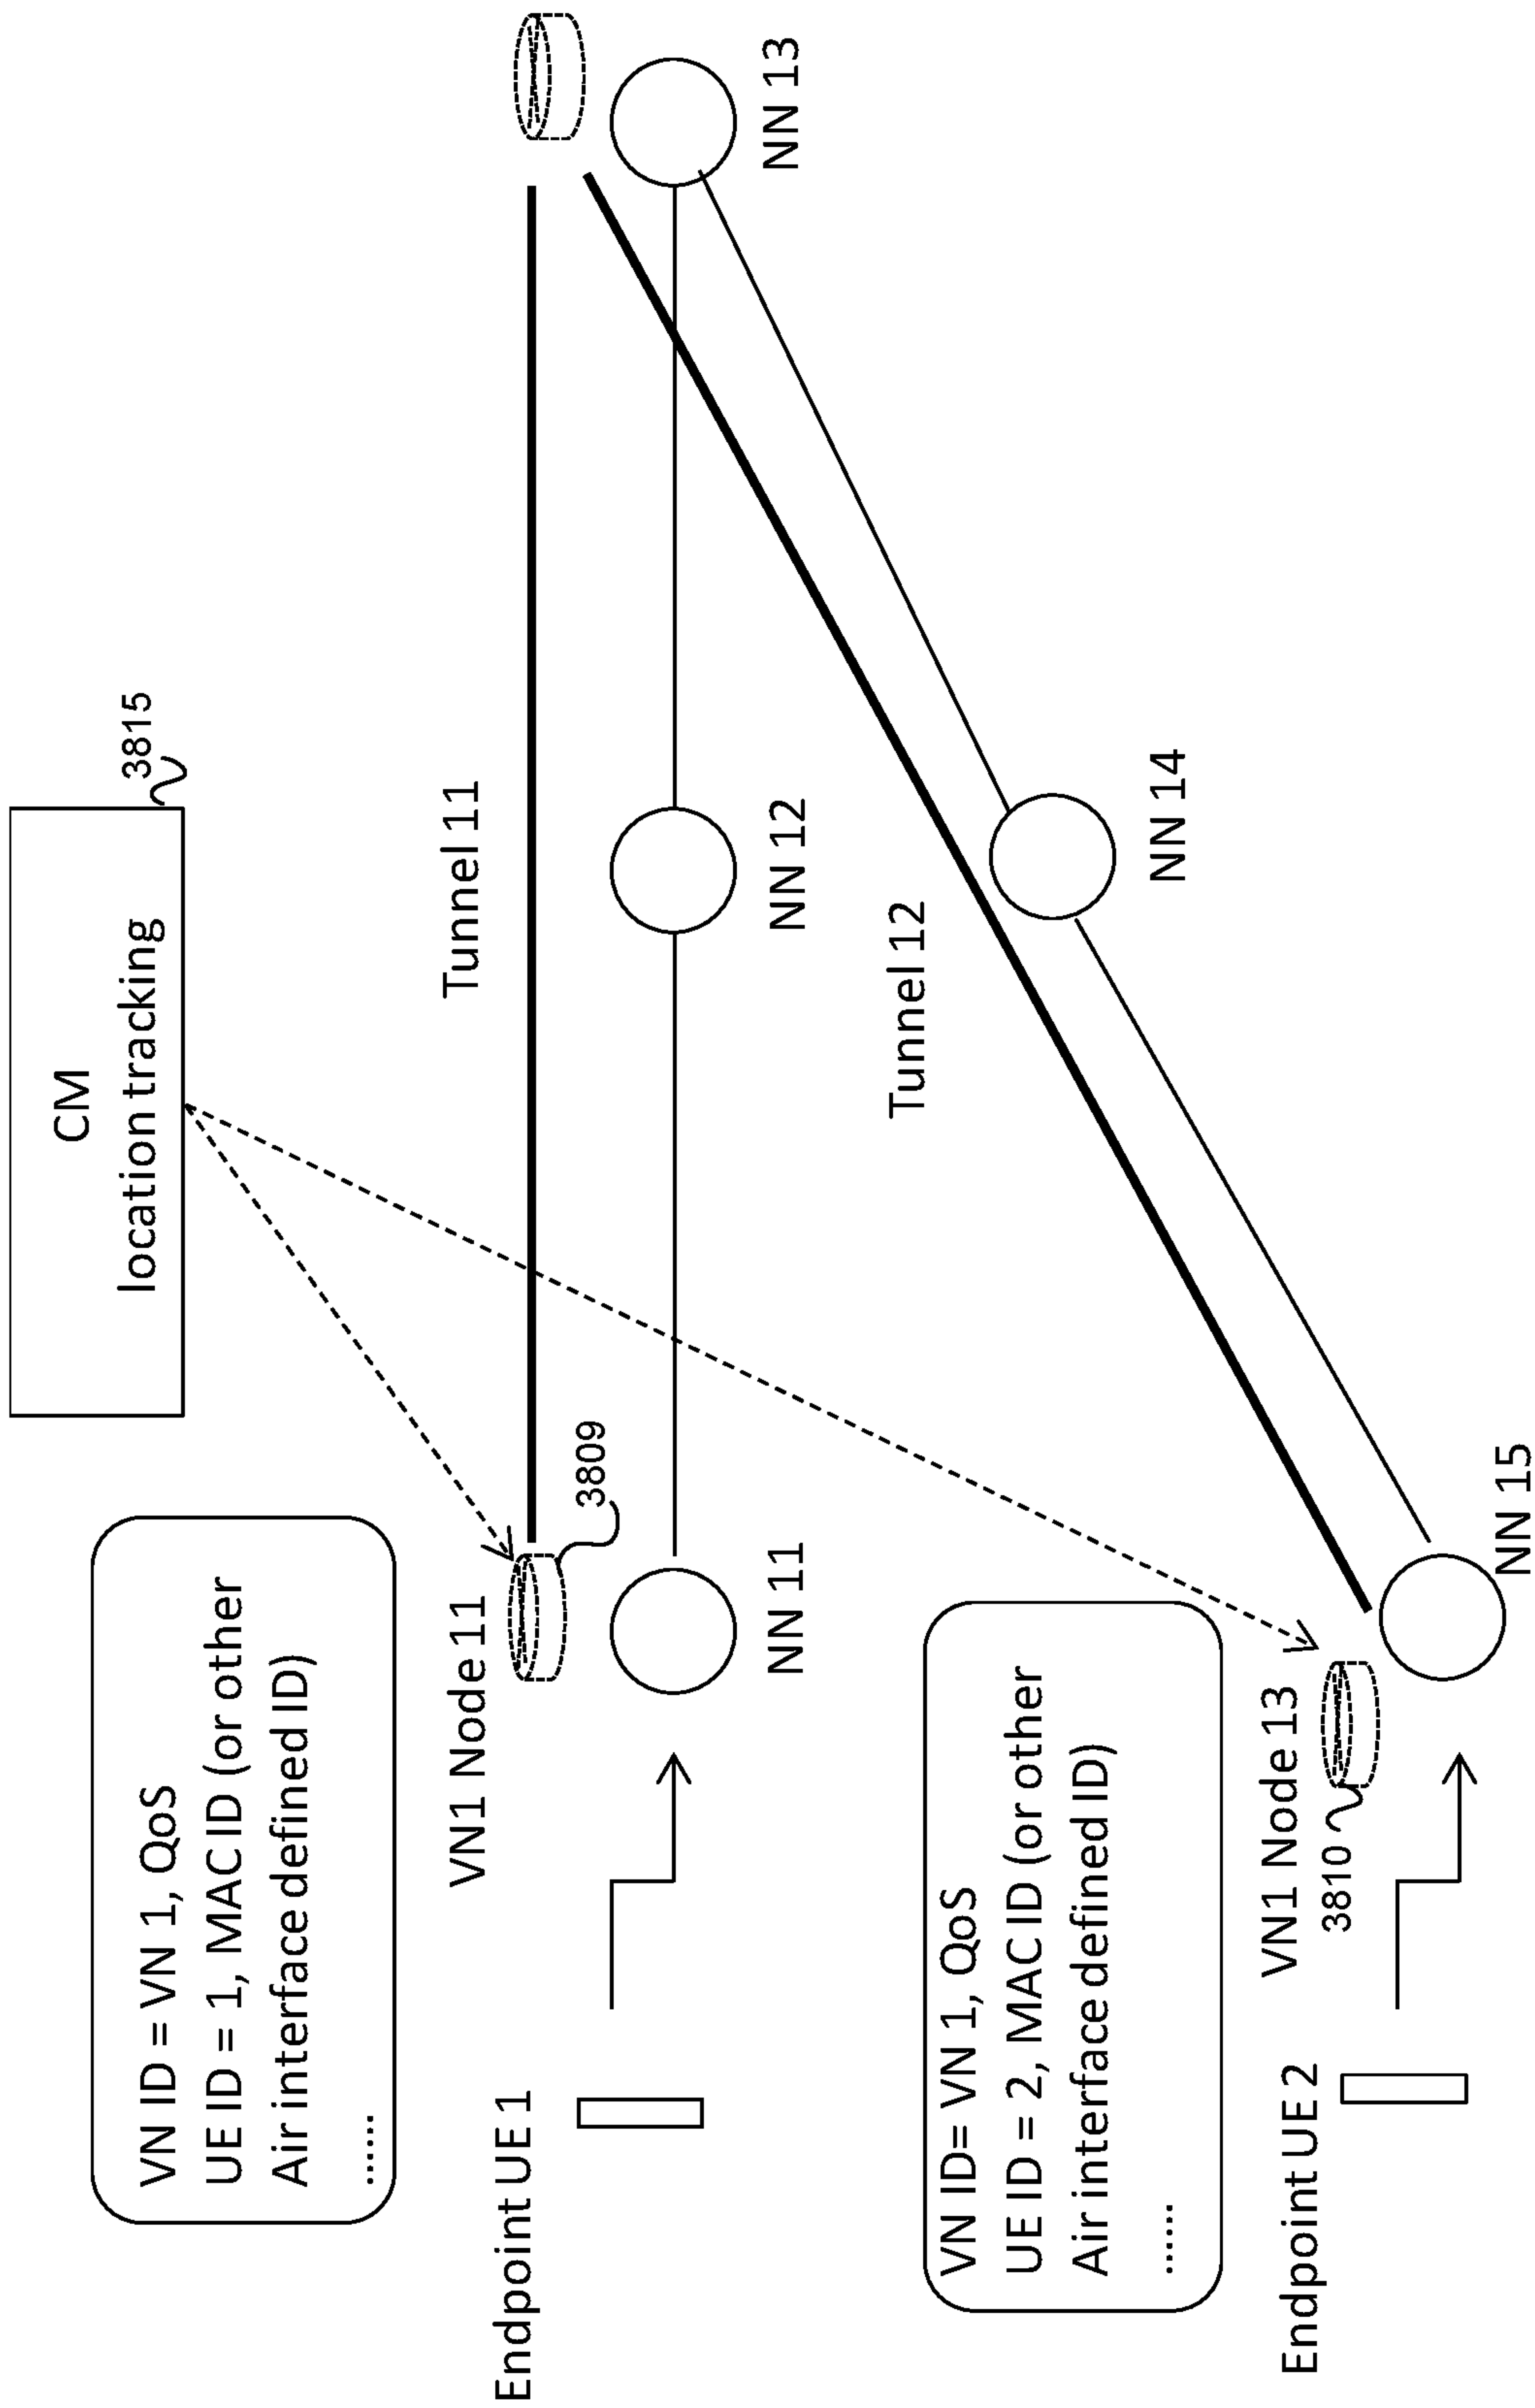 CM
location tracking
3815
VN ID = VN 1, QoS
UE ID = 1, MAC ID (or other
Air interface defined ID)
......
Tunnel 11
VN1 Node 11
3809
Endpoint UE 1
NN 11
NN 12
NN 13
Tunnel 12
VN ID= VN 1, QoS
UE ID = 2, MAC ID (or other
Air interface defined ID)
......
NN 14
VN1 Node 13
3810
Endpoint UE 2
NN 15